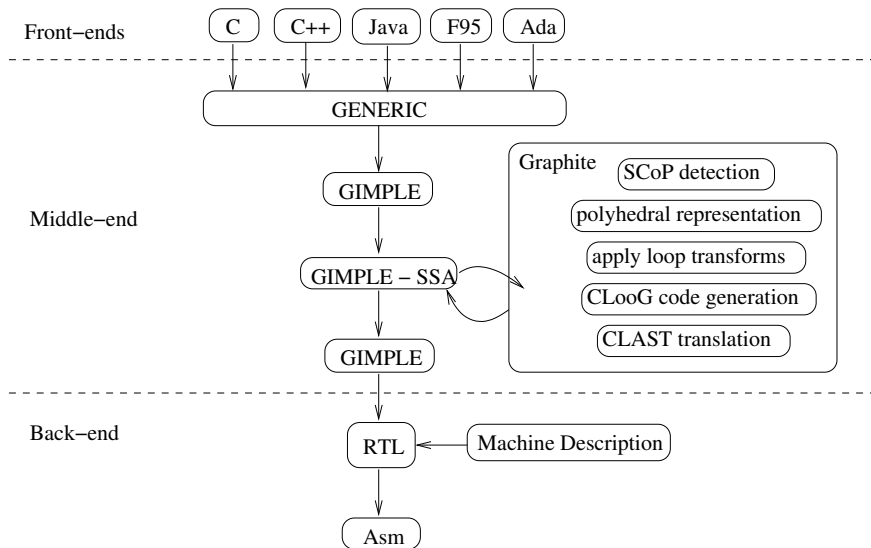 Front-ends
C
C++
Java
F95
Ada
GENERIC
Graphite
SCoP detection
GIMPLE
polyhedral representation
Middle-end
apply loop transforms
GIMPLE - SSA
CLooG code generation
CLAST translation
GIMPLE
Back-end
RTL
Machine Description
Asm